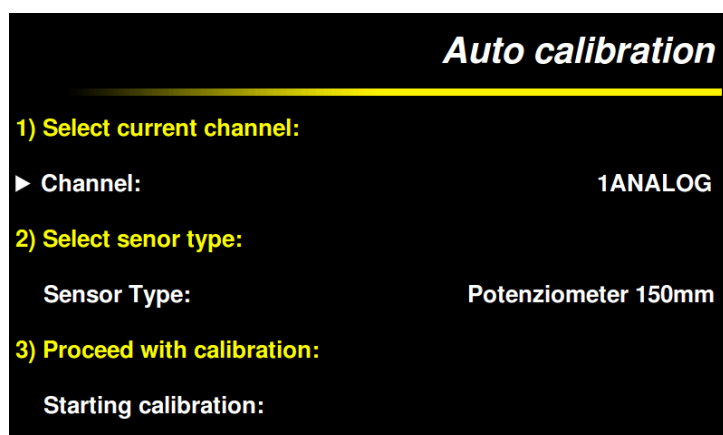 Auto calibration
1) Select current channel:
Channel: 1ANALOG
2) Select senor type:
Sensor Type: Potenziometer 150mm
3) Proceed with calibration:
Starting calibration: